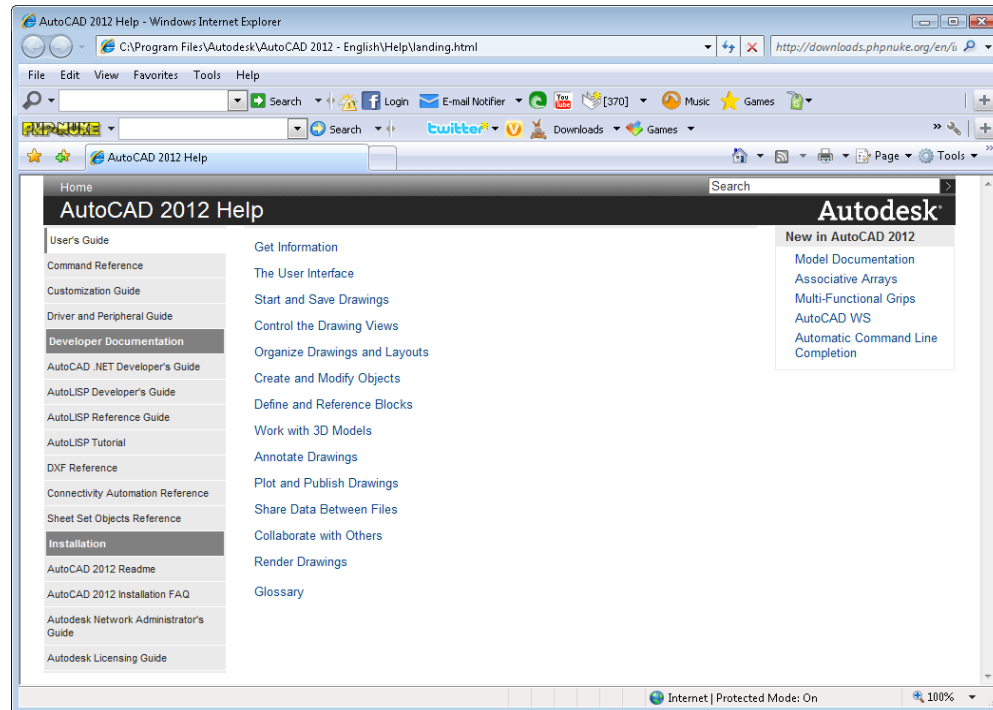 AutoCAD 2012 Help - Windows Internet Explorer
C:\Program Files\Autodesk\AutoCAD 2012 - English\Help\landing.html
http://downloads.phpnuke.org/en/
File Edit View Favorites Tools Help
Search Login E-mail Notifier You Tube [370] Music Games
PHPNUKE Search twitter Downloads Games
AutoCAD 2012 Help Page Tools
Home Search
AutoCAD 2012 Help Autodesk
User's Guide
Command Reference
Customization Guide
Driver and Peripheral Guide
Developer Documentation
AutoCAD .NET Developer's Guide
AutoLISP Developer's Guide
AutoLISP Reference Guide
AutoLISP Tutorial
DXF Reference
Connectivity Automation Reference
Sheet Set Objects Reference
Installation
AutoCAD 2012 Readme
AutoCAD 2012 Installation FAQ
Autodesk Network Administrator's
Guide
Autodesk Licensing Guide
Get Information
The User Interface
Start and Save Drawings
Control the Drawing Views
Organize Drawings and Layouts
Create and Modify Objects
Define and Reference Blocks
Work with 3D Models
Annotate Drawings
Plot and Publish Drawings
Share Data Between Files
Collaborate with Others
Render Drawings
Glossary
New in AutoCAD 2012
Model Documentation
Associative Arrays
Multi-Functional Grips
AutoCAD WS
Automatic Command Line
Completion
Internet | Protected Mode: On 100%